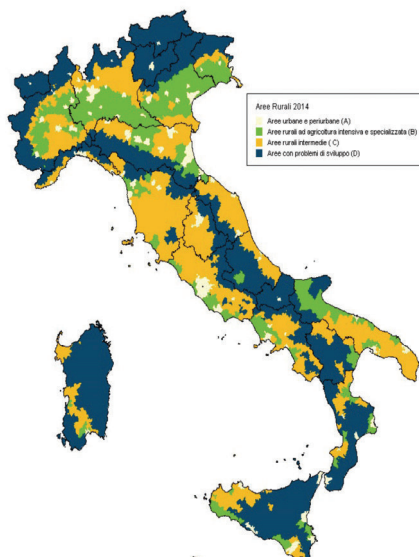 Aree Rurali 2014
Aree urbane e periurbane (A)
Aree rurali ad agricoltura intensiva e specializzata (B)
Aree rurali intermedie ( C)
Aree con problemi di sviluppo (D)